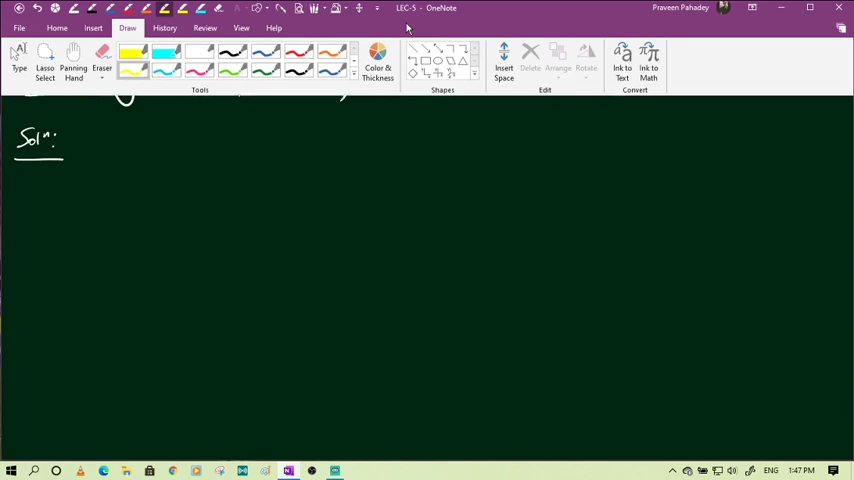 LEC-5 - OneNote
Praveen Pahadey
File Home Insert Draw History Review View Help
Type
Lasso Select
Panning Hand
Eraser
Color & Thickness
Insert Space
Delete
Arrange
Rotate
Ink to Text
Ink to Math
Tools
Shapes
Edit
Convert
Solⁿ:
ENG
1:47 PM